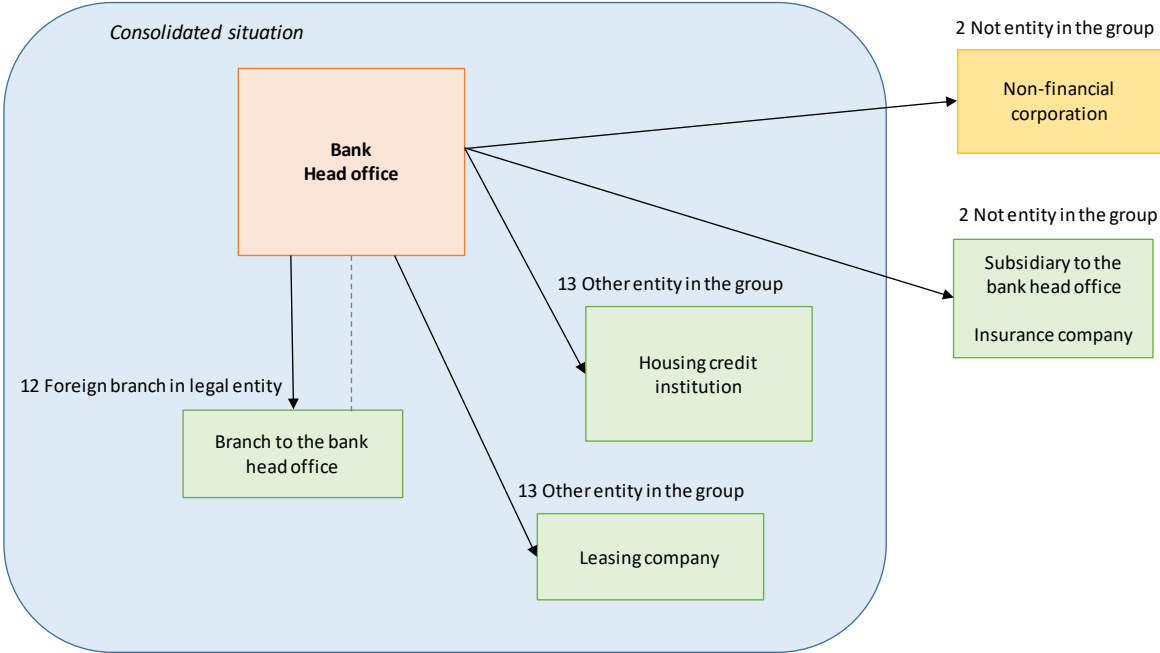 Consolidated situation
2 Not entity in the group
Non-financial
corporation
Bank
Head office
2 Not entity in the group
Subsidiary to the
bank head office
Insurance company
13 Other entity in the group
Housing credit
institution
12 Foreign branch in legal entity
Branch to the bank
head office
13 Other entity in the group
Leasing company